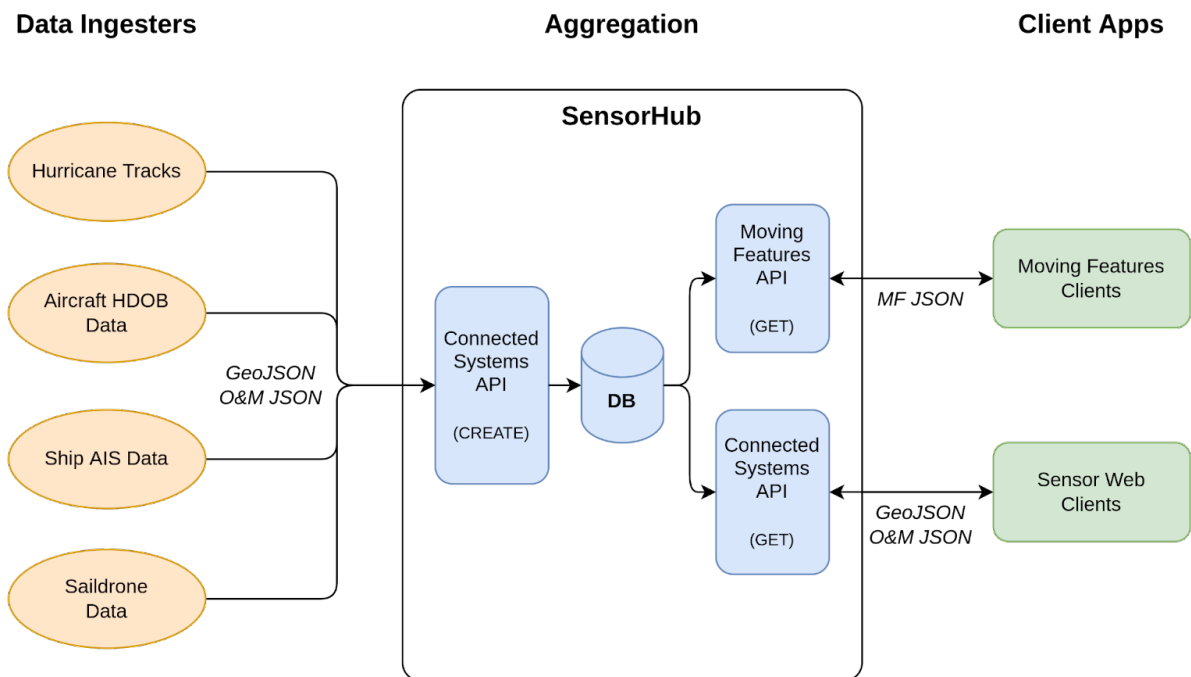 Data Ingesters
Aggregation
Client Apps
SensorHub
Hurricane Tracks
Aircraft HDOB
Data
Ship AIS Data
Saildrone
Data
GeoJSON
O&M JSON
Connected
Systems
API
(CREATE)
DB
Moving
Features
API
(GET)
Connected
Systems
API
(GET)
MF JSON
GeoJSON
O&M JSON
Moving Features
Clients
Sensor Web
Clients